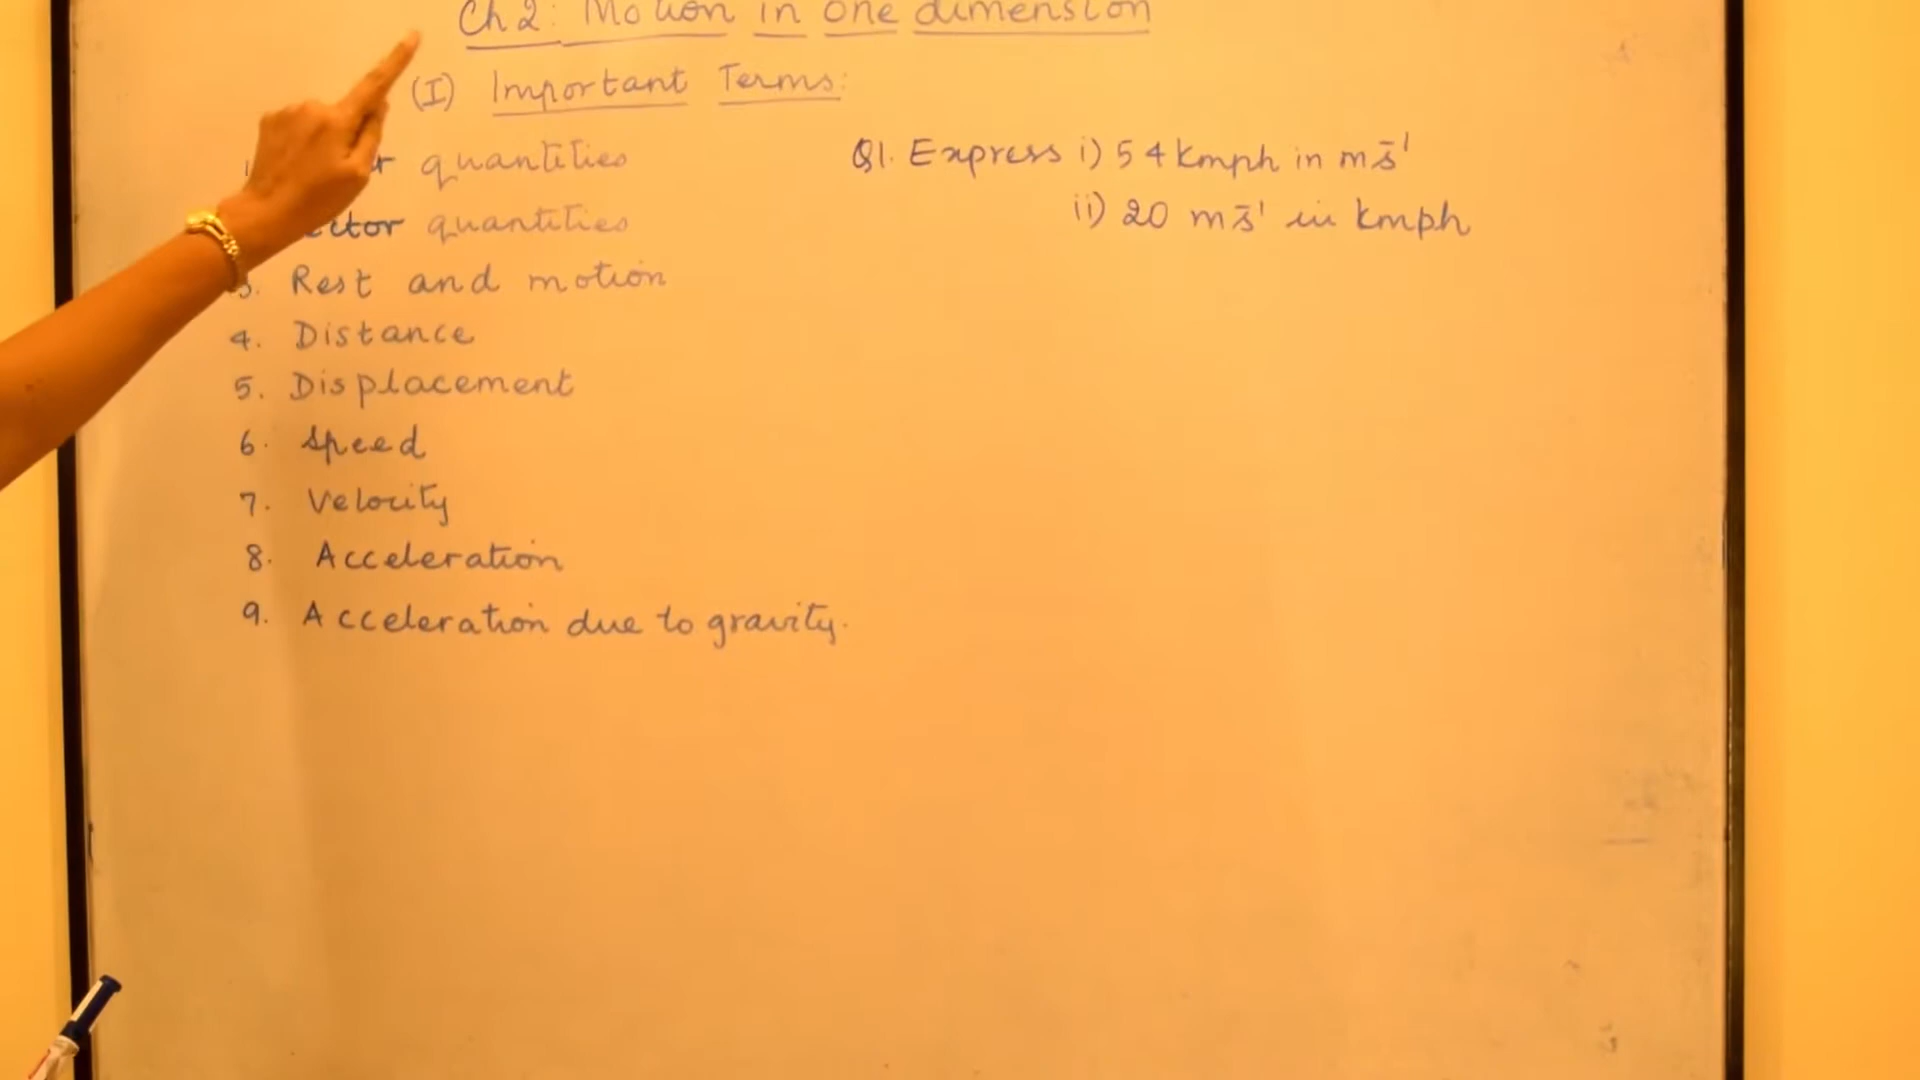 Ch 2: Motion in one dimension
(I) Important Terms:
1. quantities
quantities
3. Rest and motion
4. Distance
5. Displacement
6. Speed
7. Velocity
8. Acceleration
9. Acceleration due to gravity.
Q1. Express i) 54 kmph in ms⁻¹
ii) 20 ms⁻¹ in kmph